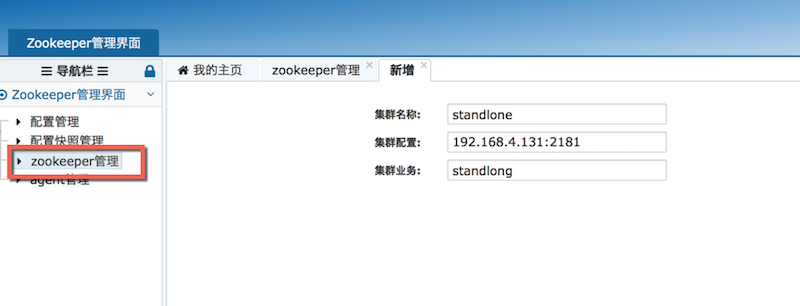 Zookeeper管理界面
导航栏
我的主页
zookeeper管理
新增
Zookeeper管理界面
配置管理
配置快照管理
zookeeper管理
agent管理
集群名称: standlone
集群配置: 192.168.4.131:2181
集群业务: standlong